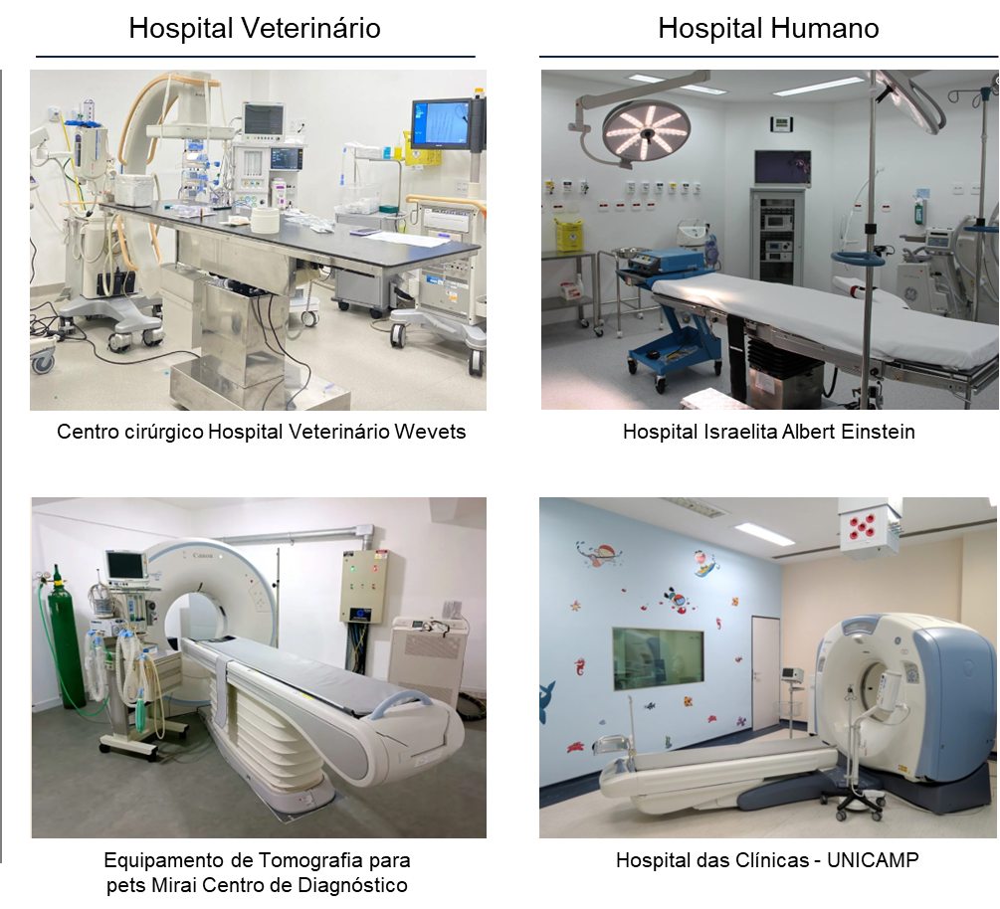 Hospital Veterinário
Hospital Humano
Centro cirúrgico Hospital Veterinário Wevets
Hospital Israelita Albert Einstein
Canon
Equipamento de Tomografia para
pets Mirai Centro de Diagnóstico
Hospital das Clínicas - UNICAMP